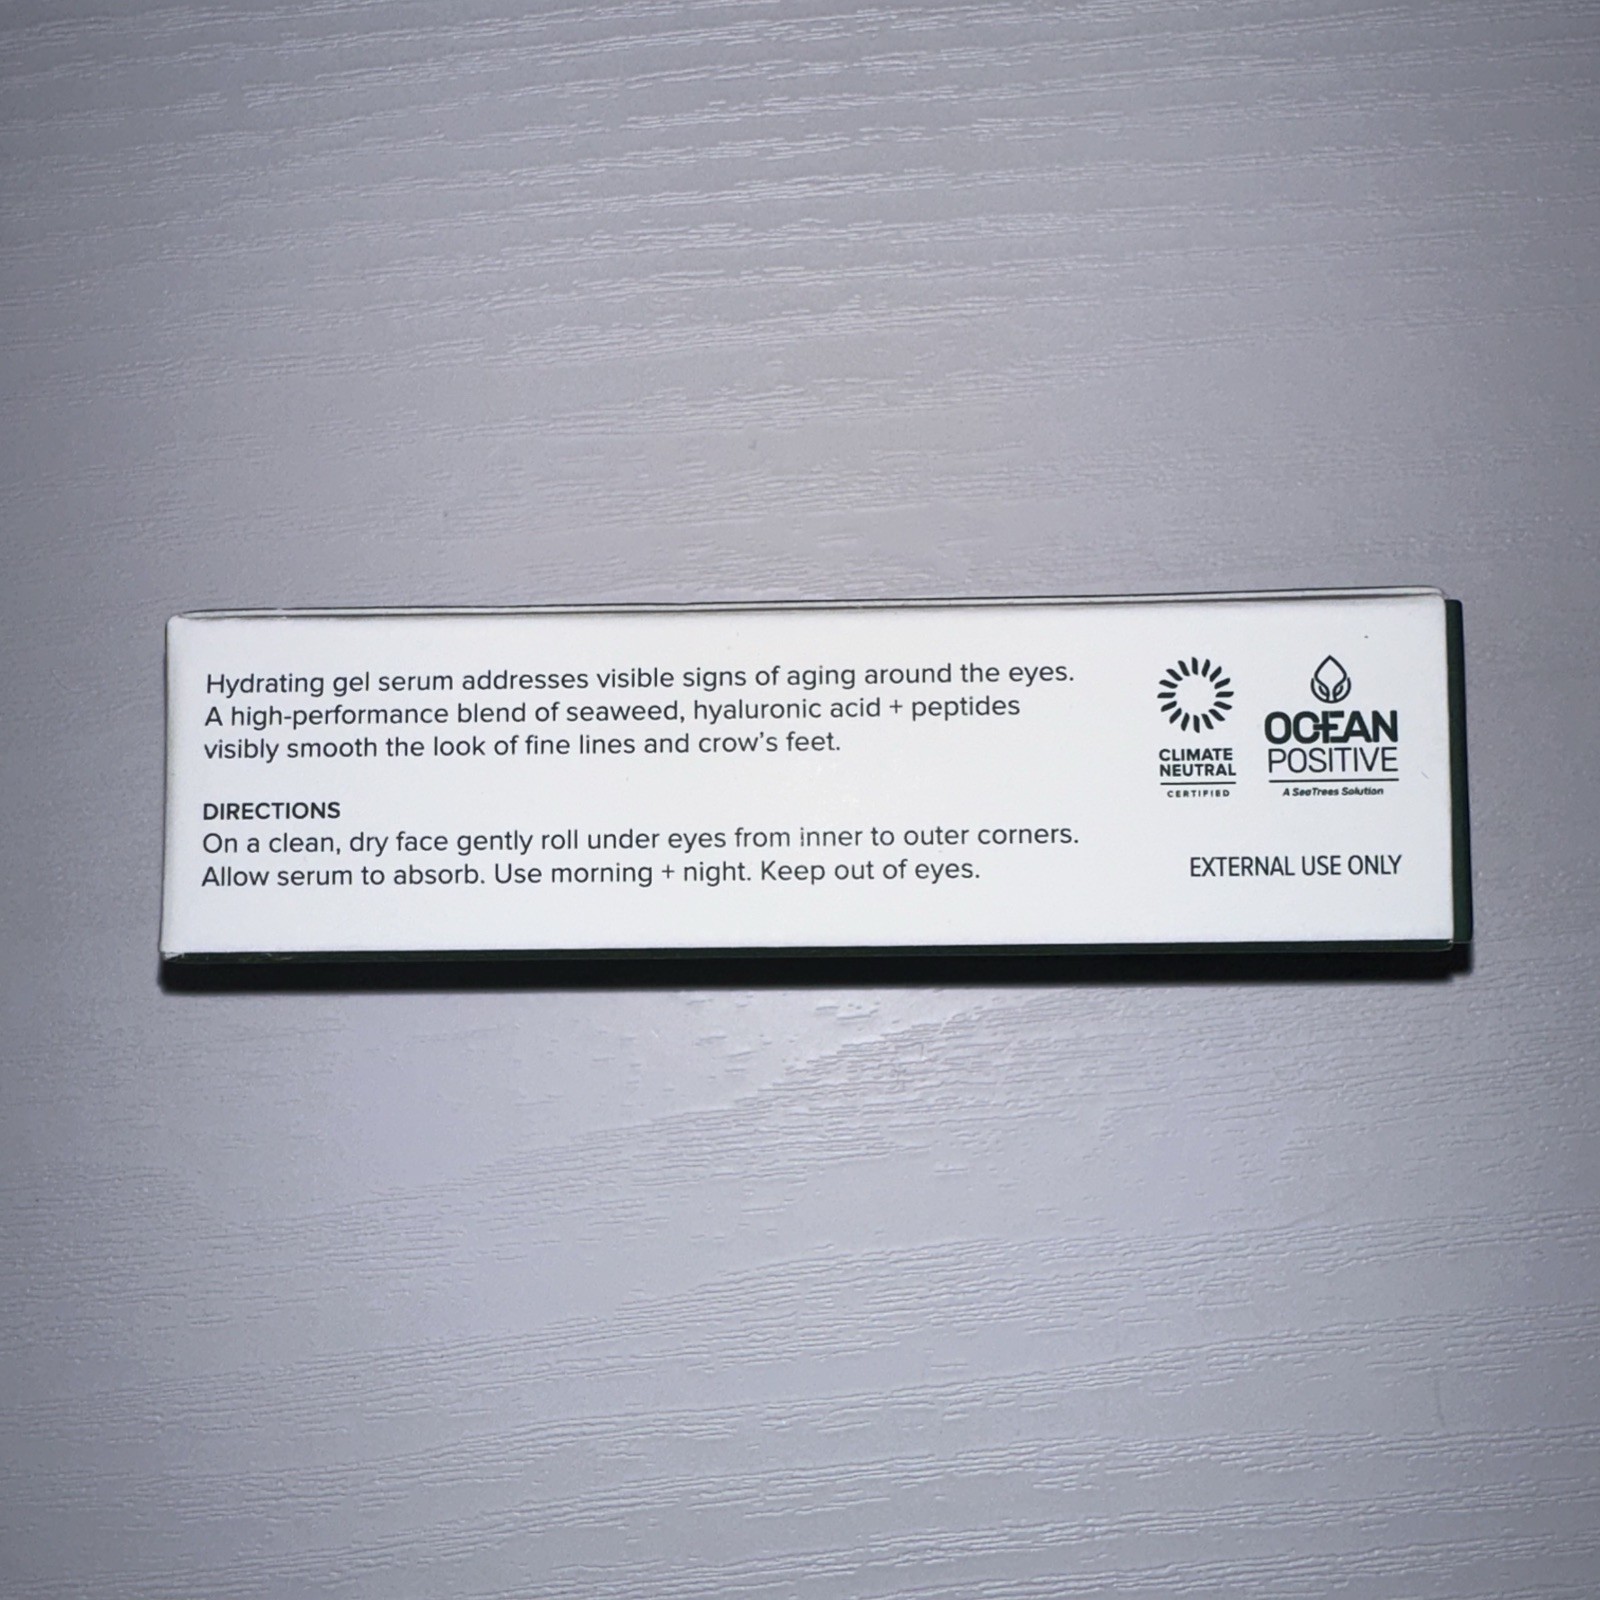 Hydrating gel serum addresses visible signs of aging around the eyes.
A high-performance blend of seaweed, hyaluronic acid + peptides
visibly smooth the look of fine lines and crow's feet.
DIRECTIONS
On a clean, dry face gently roll under eyes from inner to outer corners.
Allow serum to absorb. Use morning + night. Keep out of eyes.
CLIMATE
NEUTRAL
CERTIFIED
OCEAN
POSITIVE
A SeaTrees Solution
EXTERNAL USE ONLY